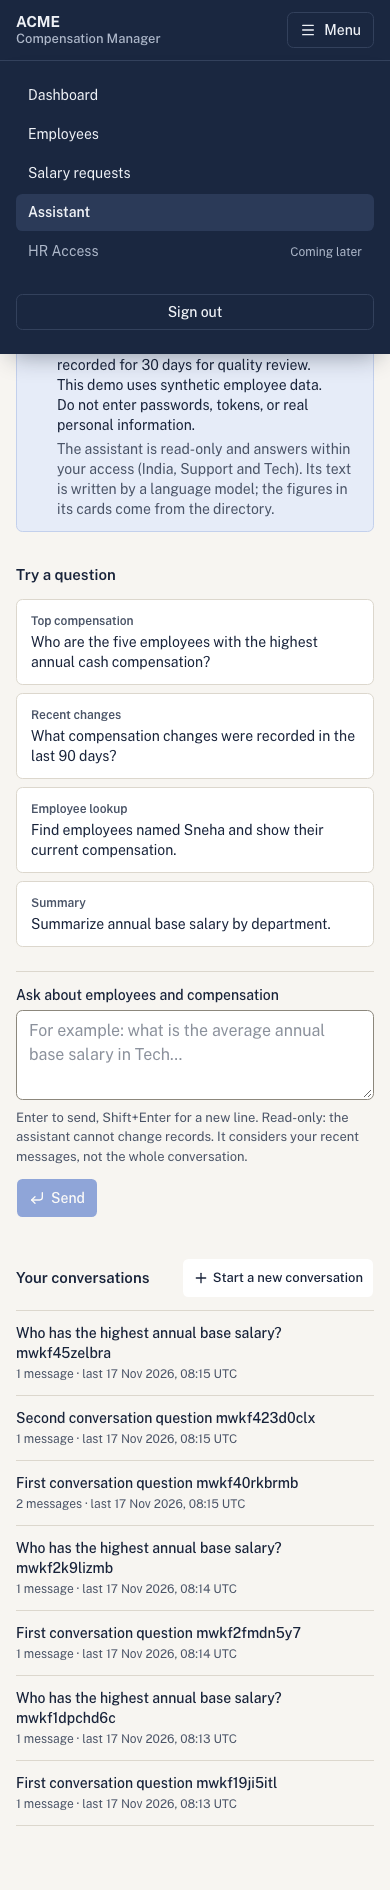 ACME
Compensation Manager
Menu
Dashboard
Employees
Salary requests
Assistant
HR Access
Coming later
Sign out
recorded for 30 days for quality review.
This demo uses synthetic employee data.
Do not enter passwords, tokens, or real
personal information.
The assistant is read-only and answers within
your access (India, Support and Tech). Its text
is written by a language model; the figures in
its cards come from the directory.
Try a question
Top compensation
Who are the five employees with the highest
annual cash compensation?
Recent changes
What compensation changes were recorded in the
last 90 days?
Employee lookup
Find employees named Sneha and show their
current compensation.
Summary
Summarize annual base salary by department.
Ask about employees and compensation
For example: what is the average annual
base salary in Tech...
Enter to send, Shift+Enter for a new line. Read-only: the
assistant cannot change records. It considers your recent
messages, not the whole conversation.
Send
Your conversations
Start a new conversation
Who has the highest annual base salary?
mwkf45zelbra
1 message · last 17 Nov 2026, 08:15 UTC
Second conversation question mwkf423d0clx
1 message · last 17 Nov 2026, 08:15 UTC
First conversation question mwkf40rkbrmb
2 messages · last 17 Nov 2026, 08:15 UTC
Who has the highest annual base salary?
mwkf2k9lizmb
1 message · last 17 Nov 2026, 08:14 UTC
First conversation question mwkf2fmdn5y7
1 message · last 17 Nov 2026, 08:14 UTC
Who has the highest annual base salary?
mwkf1dpchd6c
1 message · last 17 Nov 2026, 08:13 UTC
First conversation question mwkf19ji5itl
1 message · last 17 Nov 2026, 08:13 UTC